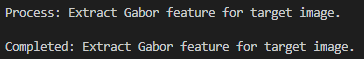 Process: Extract Gabor feature for target image.
Completed: Extract Gabor feature for target image.